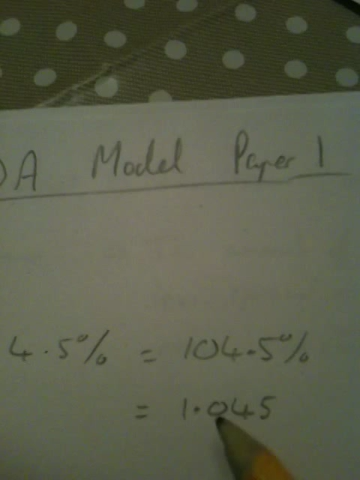 A Model Paper 1
4.5% = 104.5%
= 1.045